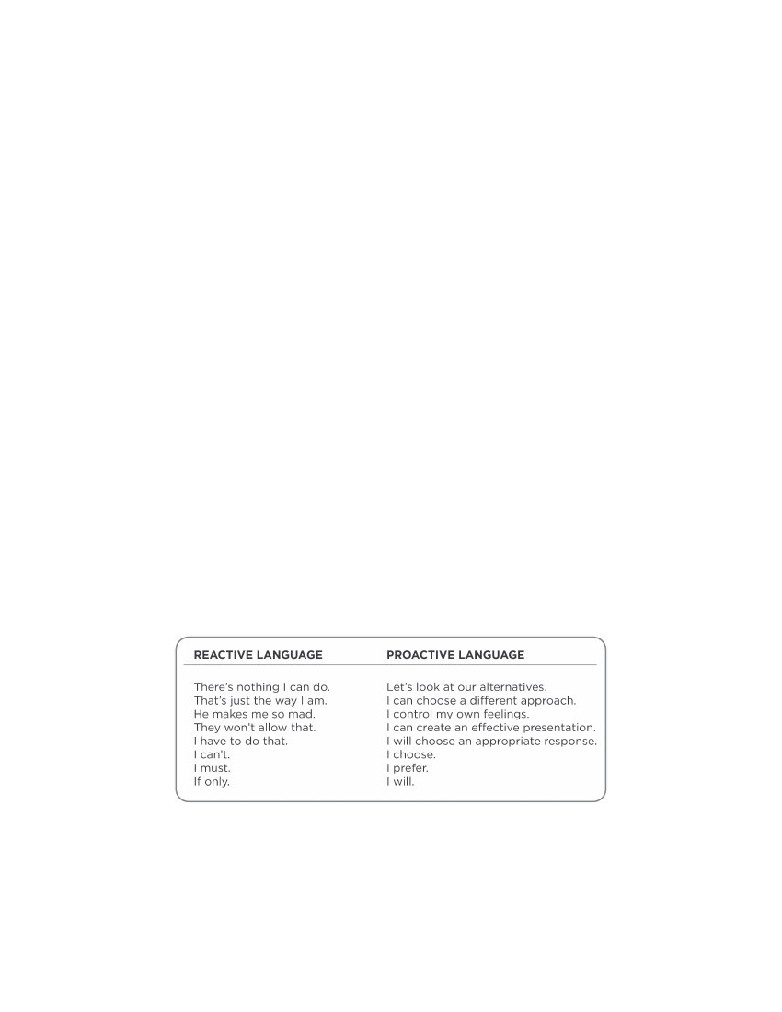 REACTIVE LANGUAGE PROACTIVE LANGUAGE
There's nothing I can do. Let's look at our alternatives.
That's just the way I am. I can choose a different approach.
He makes me so mad. I control my own feelings.
They won't allow that. I can create an effective presentation.
I have to do that. I will choose an appropriate response.
I can't. I choose.
I must. I prefer.
If only. I will.